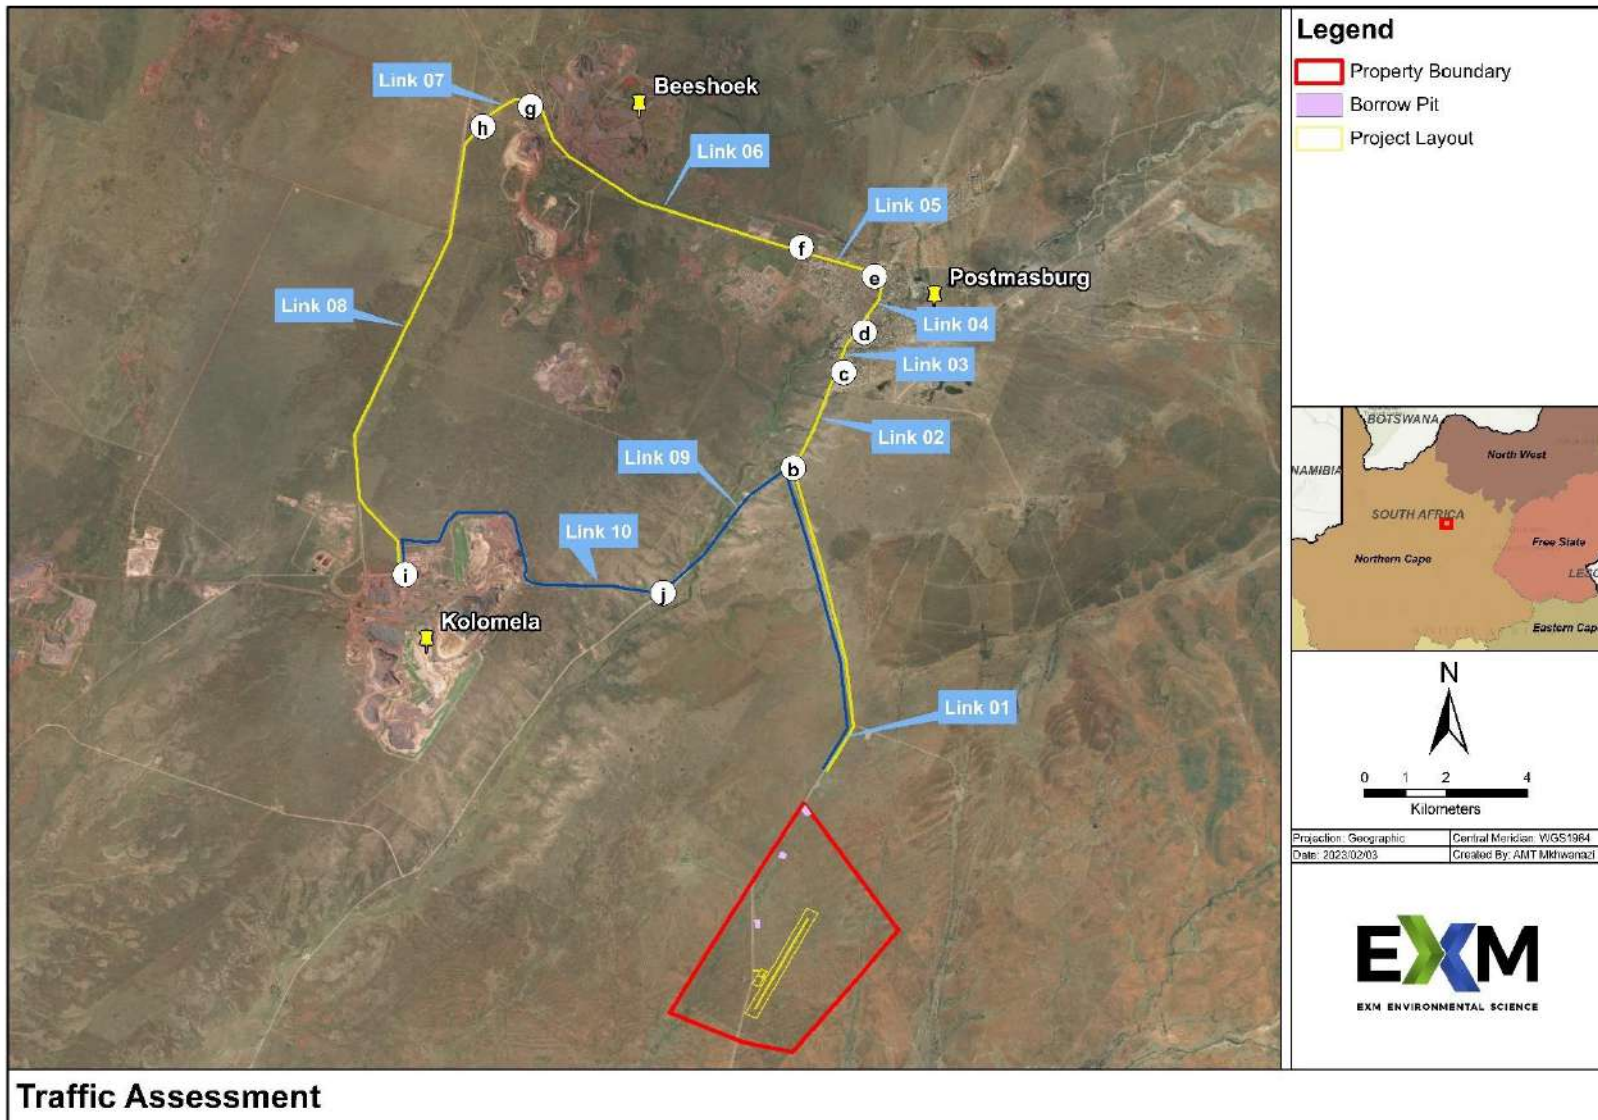 Link 07
g
h
Beeshoek
Link 06
Link 05
f
e
Postmasburg
Link 08
Link 04
d
Link 03
c
Link 02
Link 09
b
Link 10
i
j
Kolomela
Link 01
Traffic Assessment
Legend
Property Boundary
Borrow Pit
Project Layout
BOTSWANA
NAMIBIA
North West
SOUTH AFRICA
Northern Cape
Free State
LESO
Eastern Cape
N
0 1 2 4
Kilometers
Projection: Geographic Central Meridian: WGS1984
Date: 2023/02/03 Created By: AMT Mkhwanazi
EXM
EXM ENVIRONMENTAL SCIENCE